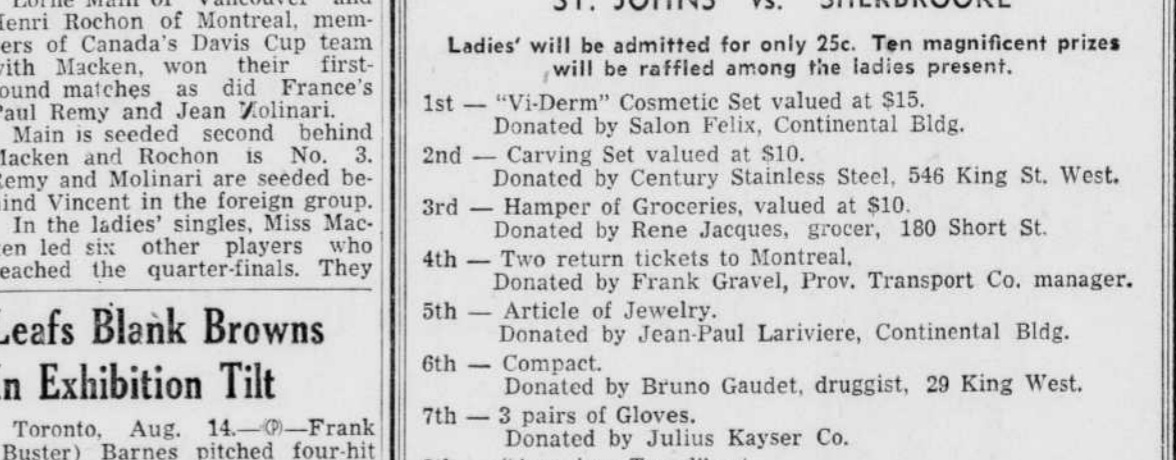 Lorne Main of Vancouver and
Henri Rochon of Montreal, mem-
ers of Canada's Davis Cup team
with Macken, won their first-
ound matches as did France's
Paul Remy and Jean Molinari.
Main is seeded second behind
Macken and Rochon is No. 3.
Remy and Molinari are seeded be-
ind Vincent in the foreign group.
In the ladies' singles, Miss Mac-
ken led six other players who
reached the quarter-finals. They
Leafs Blank Browns
In Exhibition Tilt
Toronto, Aug. 14.—(P)—Frank
(Buster) Barnes pitched four-hit
ST. JOHNS vs. SHERBROOKE
Ladies' will be admitted for only 25c. Ten magnificent prizes
will be raffled among the ladies present.
1st — "Vi-Derm" Cosmetic Set valued at $15.
Donated by Salon Felix, Continental Bldg.
2nd — Carving Set valued at $10.
Donated by Century Stainless Steel, 546 King St. West.
3rd — Hamper of Groceries, valued at $10.
Donated by Rene Jacques, grocer, 180 Short St.
4th — Two return tickets to Montreal.
Donated by Frank Gravel, Prov. Transport Co. manager.
5th — Article of Jewelry.
Donated by Jean-Paul Lariviere, Continental Bldg.
6th — Compact.
Donated by Bruno Gaudet, druggist, 29 King West.
7th — 3 pairs of Gloves.
Donated by Julius Kayser Co.